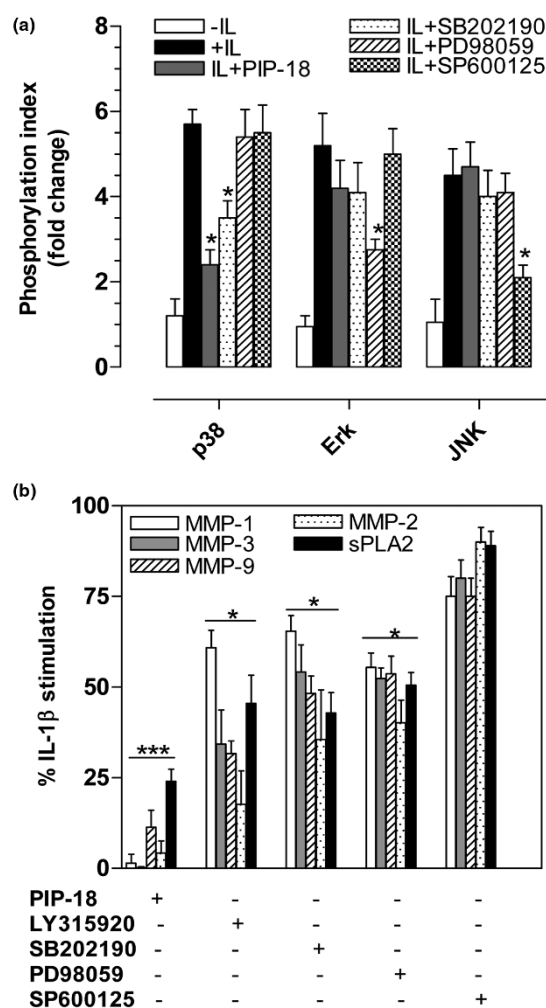 (a)
-IL
+IL
IL+PIP-18
IL+SB202190
IL+PD98059
IL+SP600125
Phosphorylation index
(fold change)
8
6
4
2
0
* * * *
p38 Erk JNK
(b)
MMP-1
MMP-3
MMP-9
MMP-2
sPLA2
% IL-1β stimulation
100
75
50
25
0
*** * * *
PIP-18 + - - - -
LY315920 - + - - -
SB202190 - - + - -
PD98059 - - - + -
SP600125 - - - - +